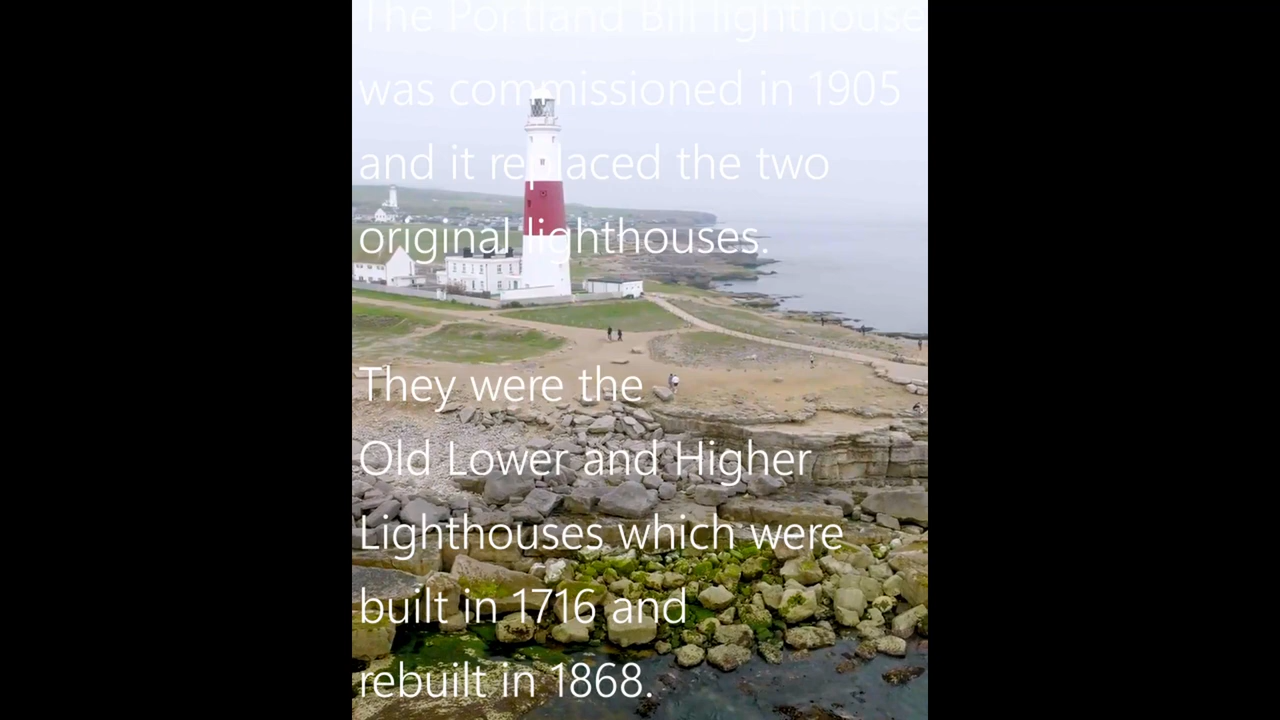 The Portland Bill lighthouse
was commissioned in 1905
and it replaced the two
original lighthouses.
They were the
Old Lower and Higher
Lighthouses which were
built in 1716 and
rebuilt in 1868.